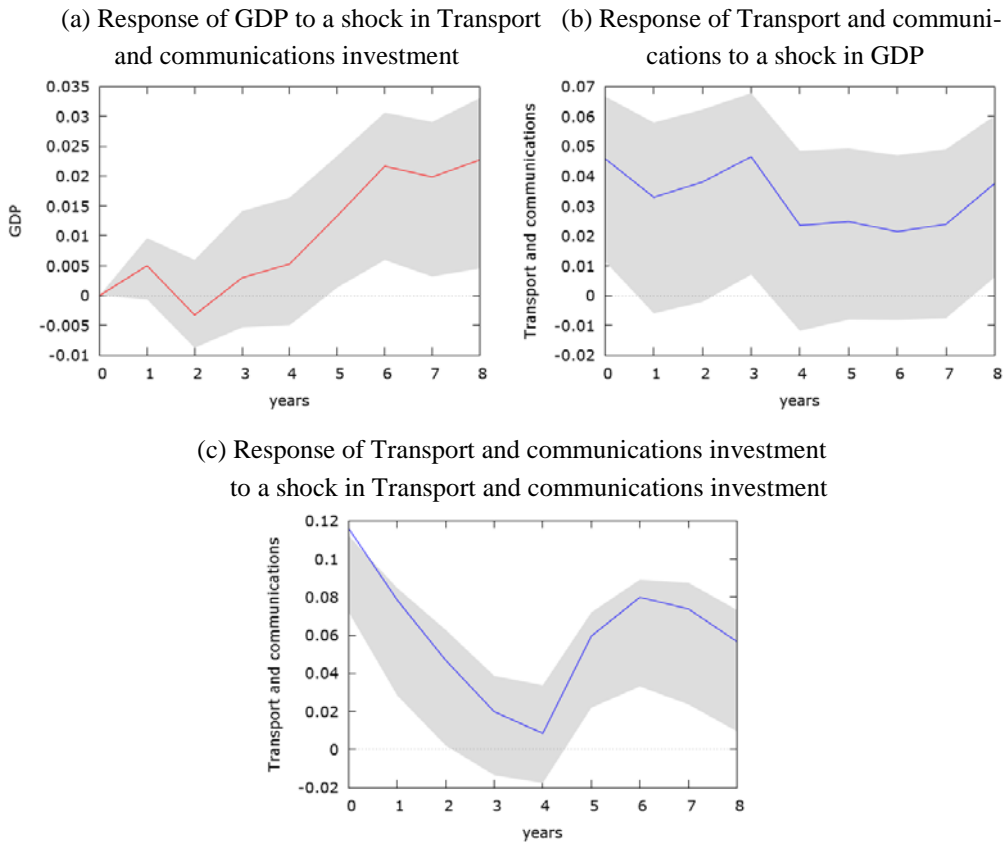 (a) Response of GDP to a shock in Transport
and communications investment
(b) Response of Transport and communi-
cations to a shock in GDP
0.035
0.03
0.025
0.02
0.015
0.01
0.005
0
-0.005
-0.01
GDP
0 1 2 3 4 5 6 7 8
years
0.07
0.06
0.05
0.04
0.03
0.02
0.01
0
-0.01
-0.02
Transport and communications
0 1 2 3 4 5 6 7 8
years
(c) Response of Transport and communications investment
to a shock in Transport and communications investment
0.12
0.1
0.08
0.06
0.04
0.02
0
-0.02
Transport and communications
0 1 2 3 4 5 6 7 8
years